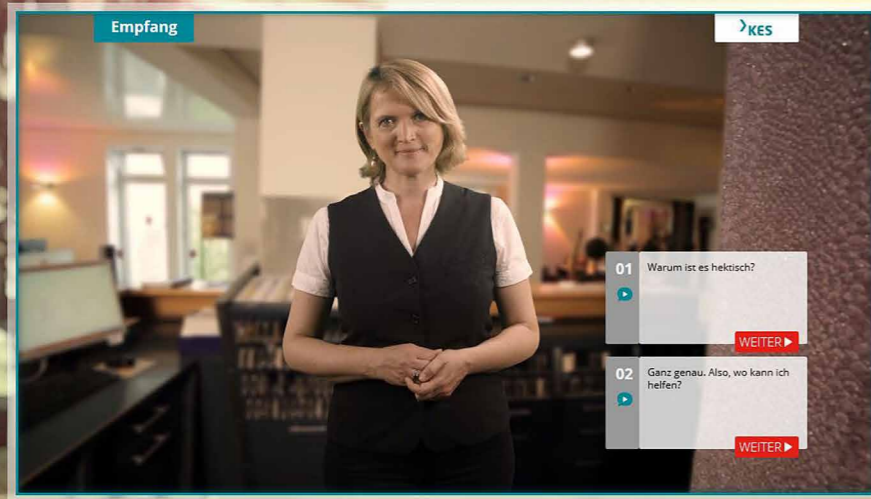 Empfang
KES
01
Warum ist es hektisch?
WEITER
02
Ganz genau. Also, wo kann ich
helfen?
WEITER